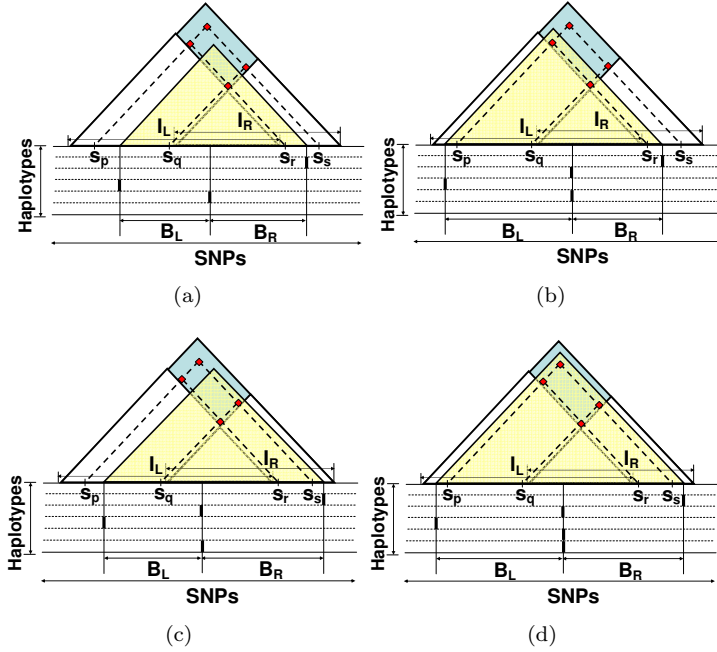 I_L
I_R
S_p S_q S_r S_s
Haplotypes
B_L B_R
SNPs
(a)
I_L
I_R
S_p S_q S_r S_s
Haplotypes
B_L B_R
SNPs
(b)
I_L
I_R
S_p S_q S_r S_s
Haplotypes
B_L B_R
SNPs
(c)
I_L
I_R
S_p S_q S_r S_s
Haplotypes
B_L B_R
SNPs
(d)